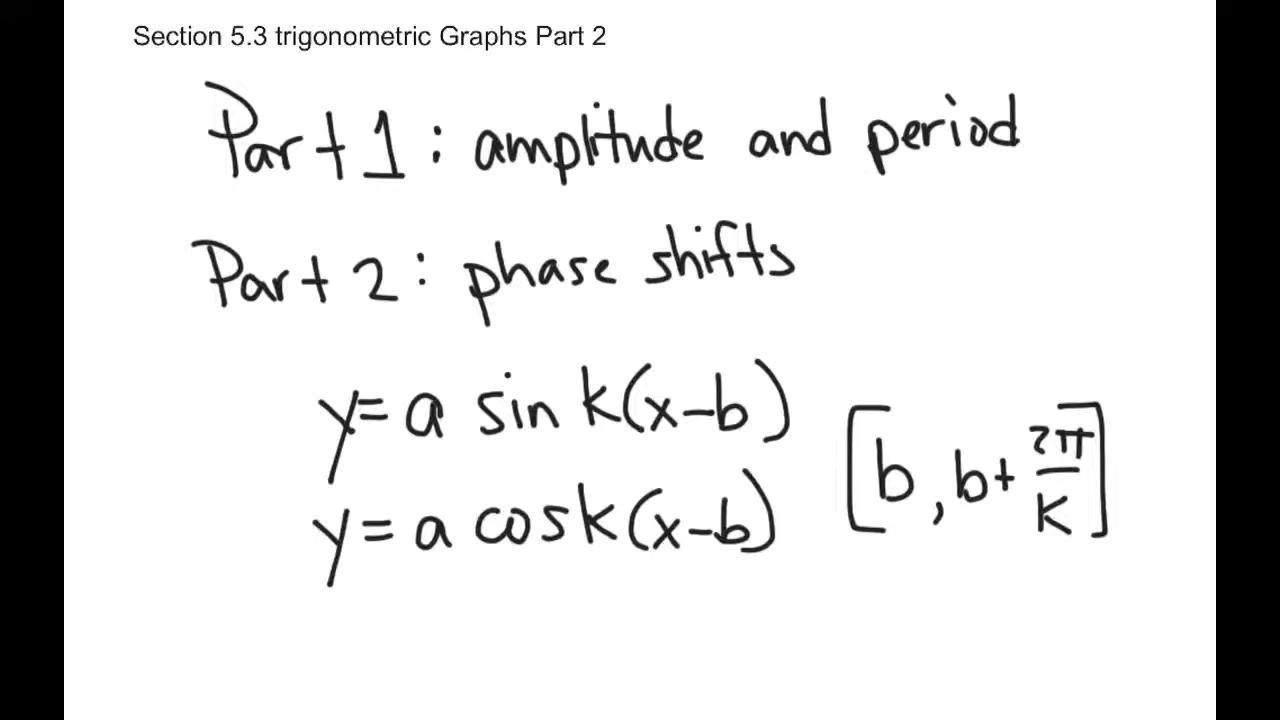 Section 5.3 trigonometric Graphs Part 2
Part 1: amplitude and period
Part 2: phase shifts
y= a sin k(x-b)
y= a cos k(x-b)
[b, b+ 2π/k]